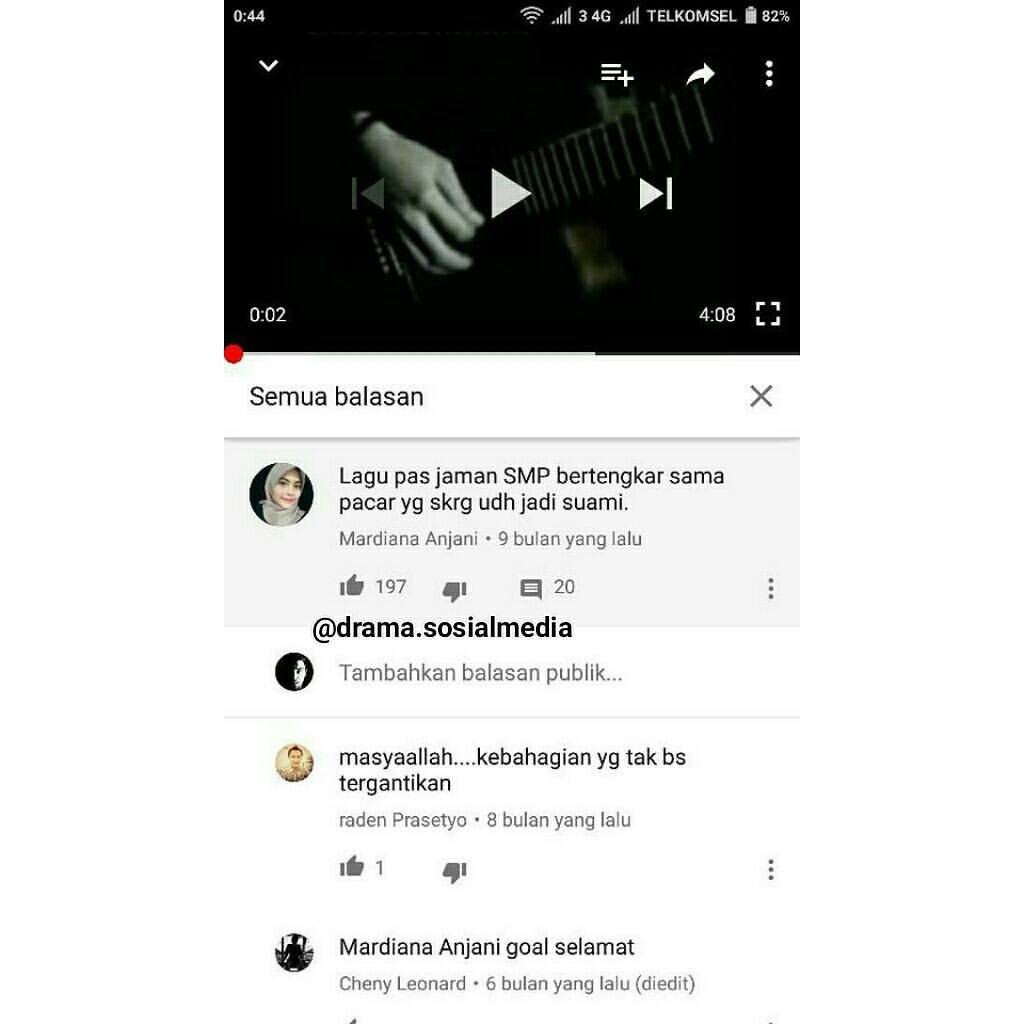 0:44 3 4G TELKOMSEL 82%
0:02 4:08
Semua balasan
Lagu pas jaman SMP bertengkar sama
pacar yg skrg udh jadi suami.
Mardiana Anjani • 9 bulan yang lalu
197 20
@drama.sosialmedia
Tambahkan balasan publik...
masyaallah....kebahagian yg tak bs
tergantikan
raden Prasetyo • 8 bulan yang lalu
1
Mardiana Anjani goal selamat
Cheny Leonard • 6 bulan yang lalu (diedit)